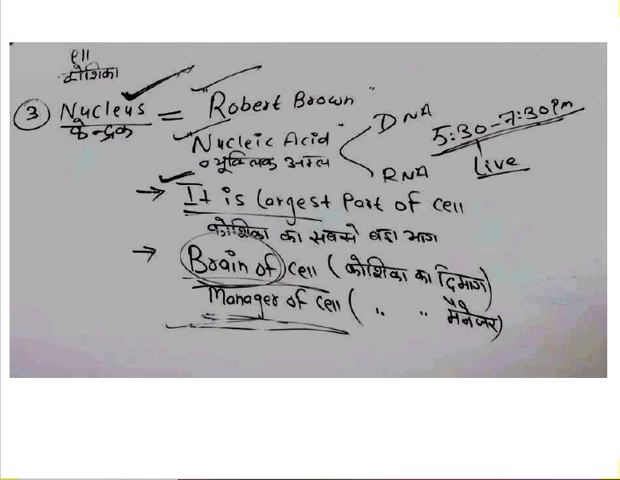 ell
कोशिका
③ Nucleus = "Robert Brown"
केन्द्रक
"Nucleic Acid DNA
न्यूक्लिक अम्ल RNA
5:30-7:30Pm
Live
→ It is Largest Part of cell
कोशिका का सबसे बडा भाग
→ Brain of cell (कोशिका का दिमाग)
Manager of cell ( " " मैनेजर)